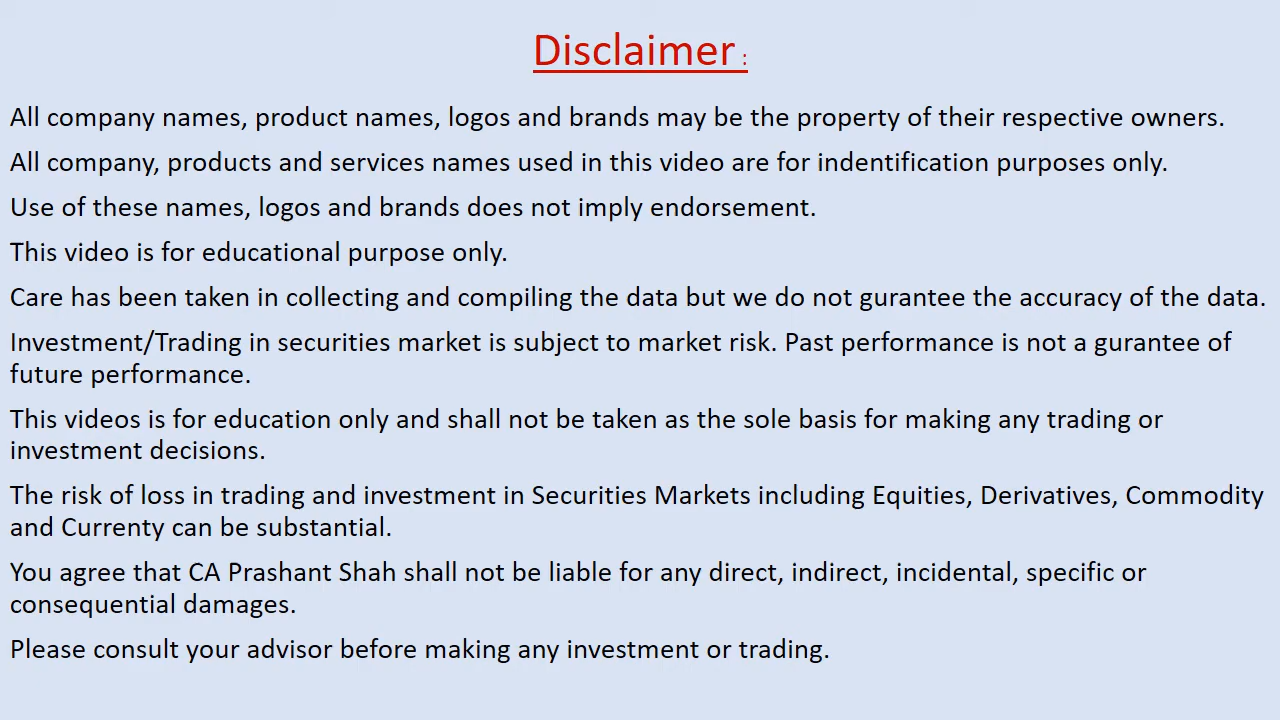 Disclaimer :
All company names, product names, logos and brands may be the property of their respective owners.
All company, products and services names used in this video are for indentification purposes only.
Use of these names, logos and brands does not imply endorsement.
This video is for educational purpose only.
Care has been taken in collecting and compiling the data but we do not gurantee the accuracy of the data.
Investment/Trading in securities market is subject to market risk. Past performance is not a gurantee of
future performance.
This videos is for education only and shall not be taken as the sole basis for making any trading or
investment decisions.
The risk of loss in trading and investment in Securities Markets including Equities, Derivatives, Commodity
and Currenty can be substantial.
You agree that CA Prashant Shah shall not be liable for any direct, indirect, incidental, specific or
consequential damages.
Please consult your advisor before making any investment or trading.